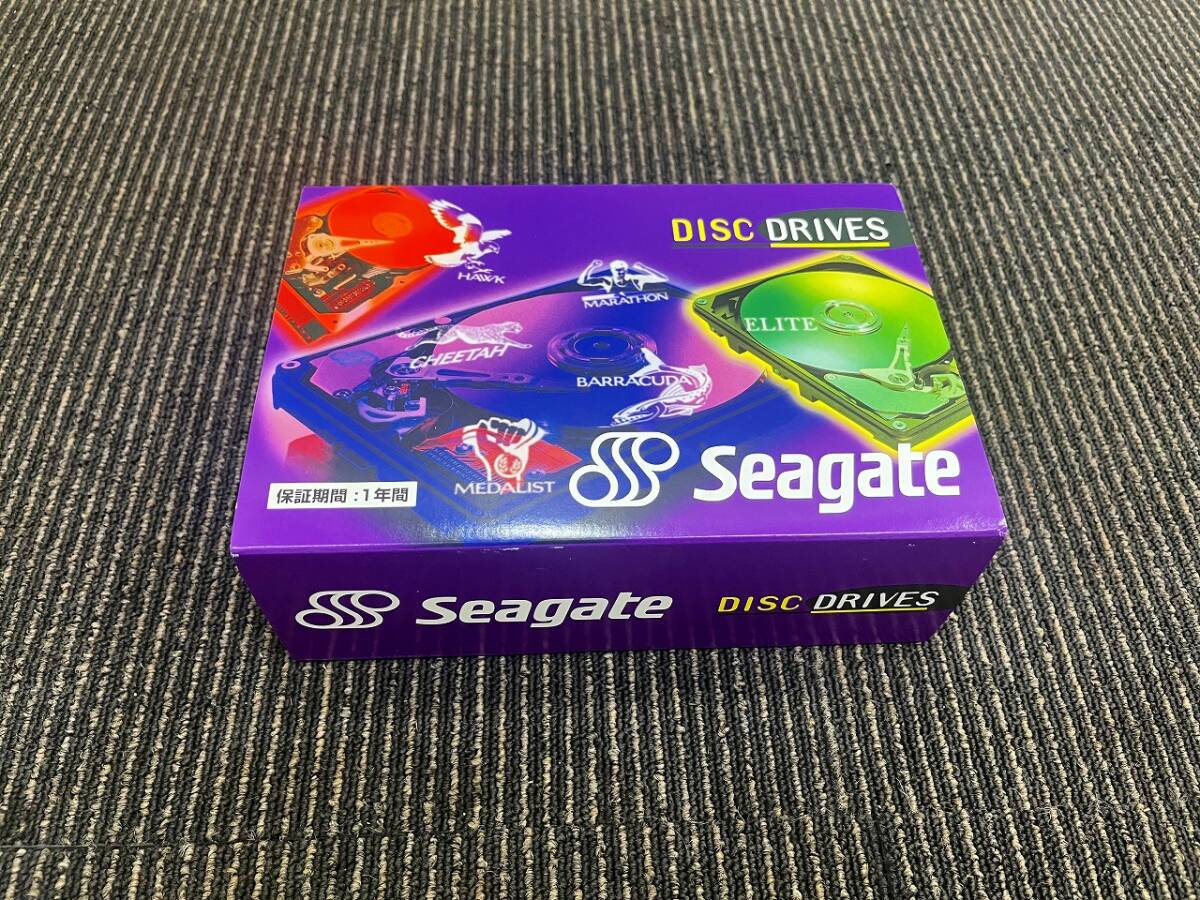 DISC DRIVES
HAWK
MARATHON
ELITE
CHEETAH
BARRACUDA
MEDALIST
Seagate
保証期間:1年間
Seagate
DISC DRIVES